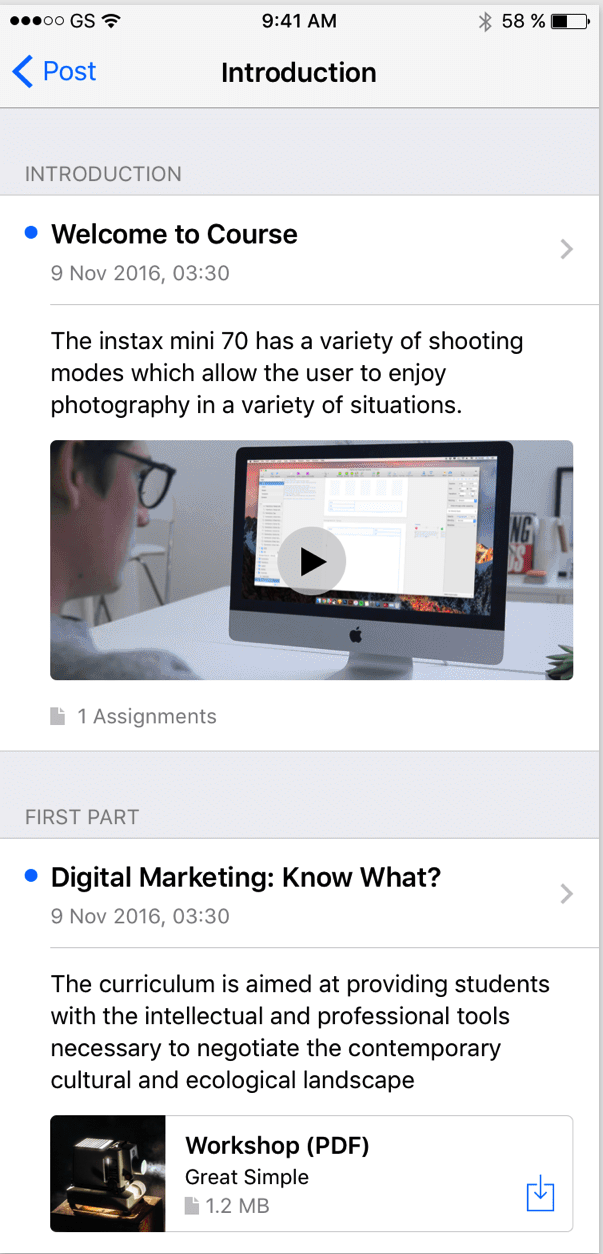 GS 9:41 AM 58 %
Post Introduction
INTRODUCTION
Welcome to Course
9 Nov 2016, 03:30
The instax mini 70 has a variety of shooting
modes which allow the user to enjoy
photography in a variety of situations.
1 Assignments
FIRST PART
Digital Marketing: Know What?
9 Nov 2016, 03:30
The curriculum is aimed at providing students
with the intellectual and professional tools
necessary to negotiate the contemporary
cultural and ecological landscape
Workshop (PDF)
Great Simple
1.2 MB